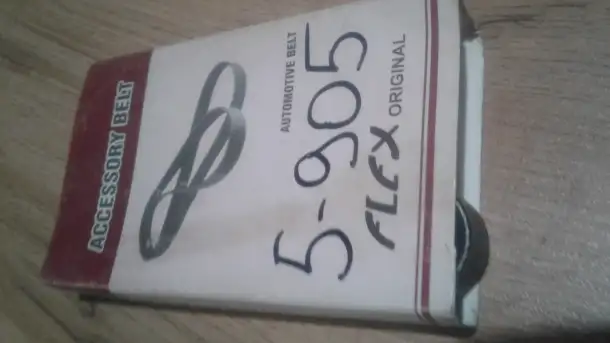 ACCESSORY BELT
AUTOMOTIVE BELT
5-905
FLEX ORIGINAL